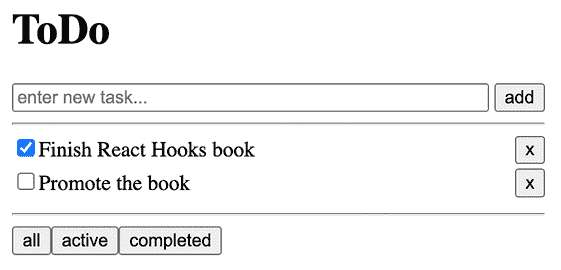 ToDo
enter new task... add
Finish React Hooks book x
Promote the book x
all active completed